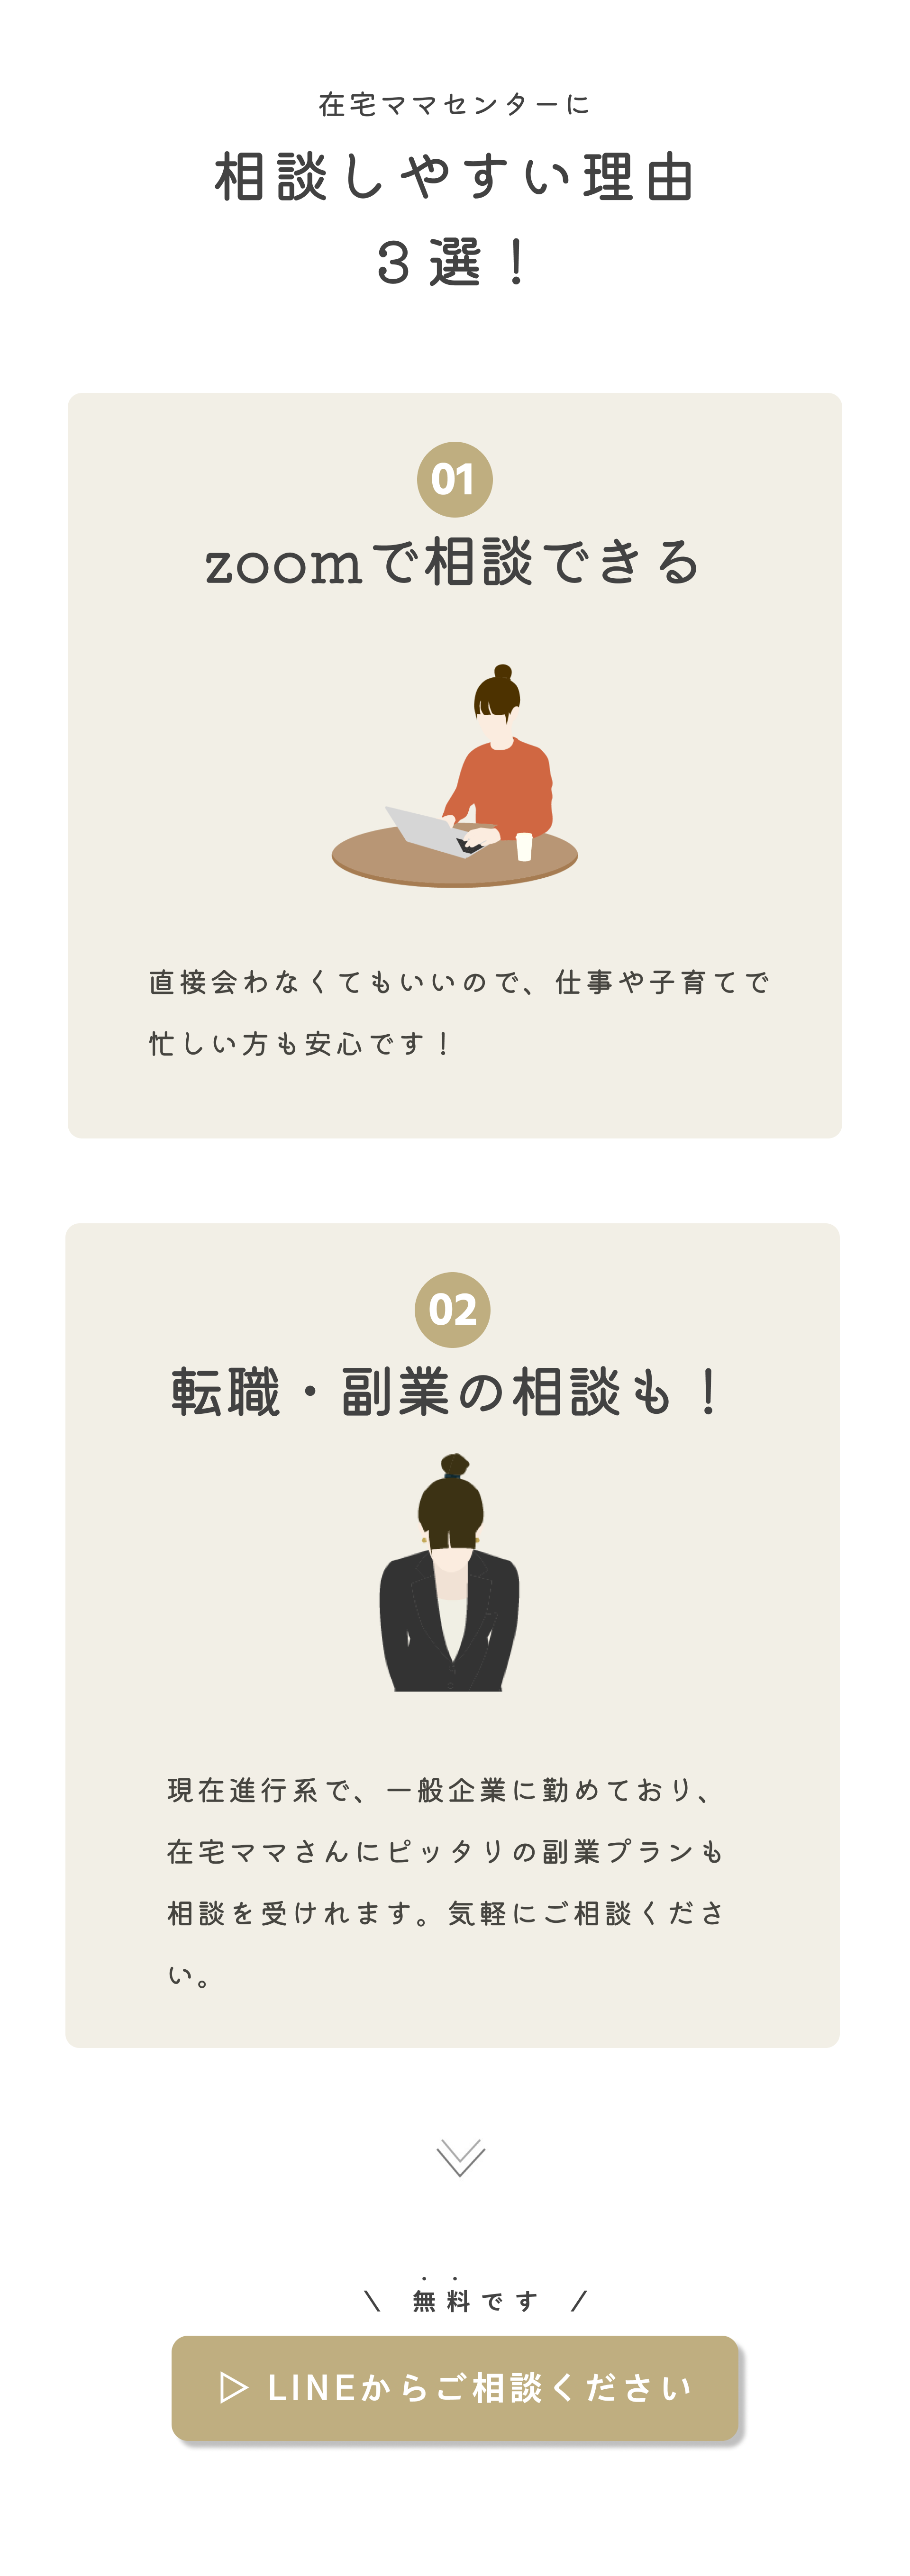 在宅ママセンターに
相談しやすい理由
３選！
01
zoomで相談できる
直接会わなくてもいいので、仕事や子育てで
忙しい方も安心です！
02
転職・副業の相談も！
現在進行系で、一般企業に勤めており、
在宅ママさんにピッタリの副業プランも
相談を受けれます。気軽にご相談くださ
い。
\ 無料です /
▷ LINEからご相談ください